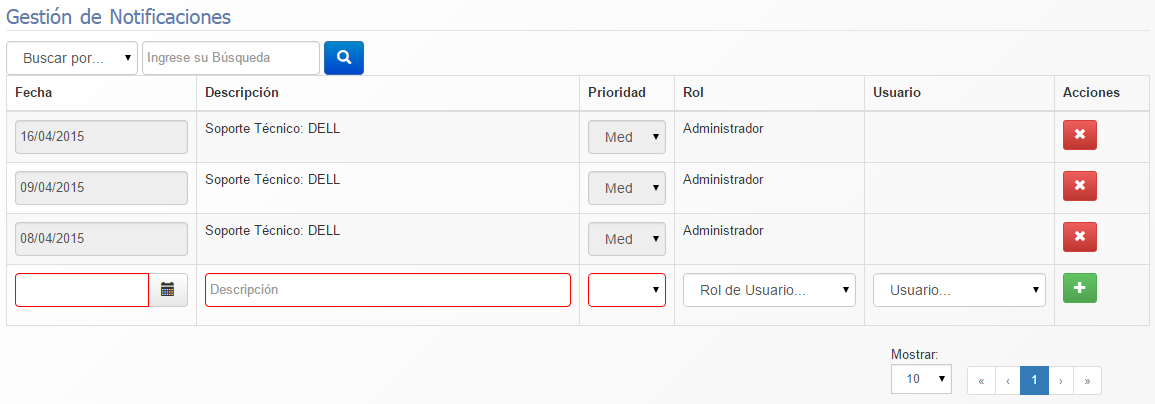 Gestión de Notificaciones
Buscar por... Ingrese su Búsqueda
Fecha Descripción Prioridad Rol Usuario Acciones
16/04/2015 Soporte Técnico: DELL Med Administrador
09/04/2015 Soporte Técnico: DELL Med Administrador
08/04/2015 Soporte Técnico: DELL Med Administrador
Descripción Rol de Usuario... Usuario...
Mostrar:
10 « ‹ 1 › »